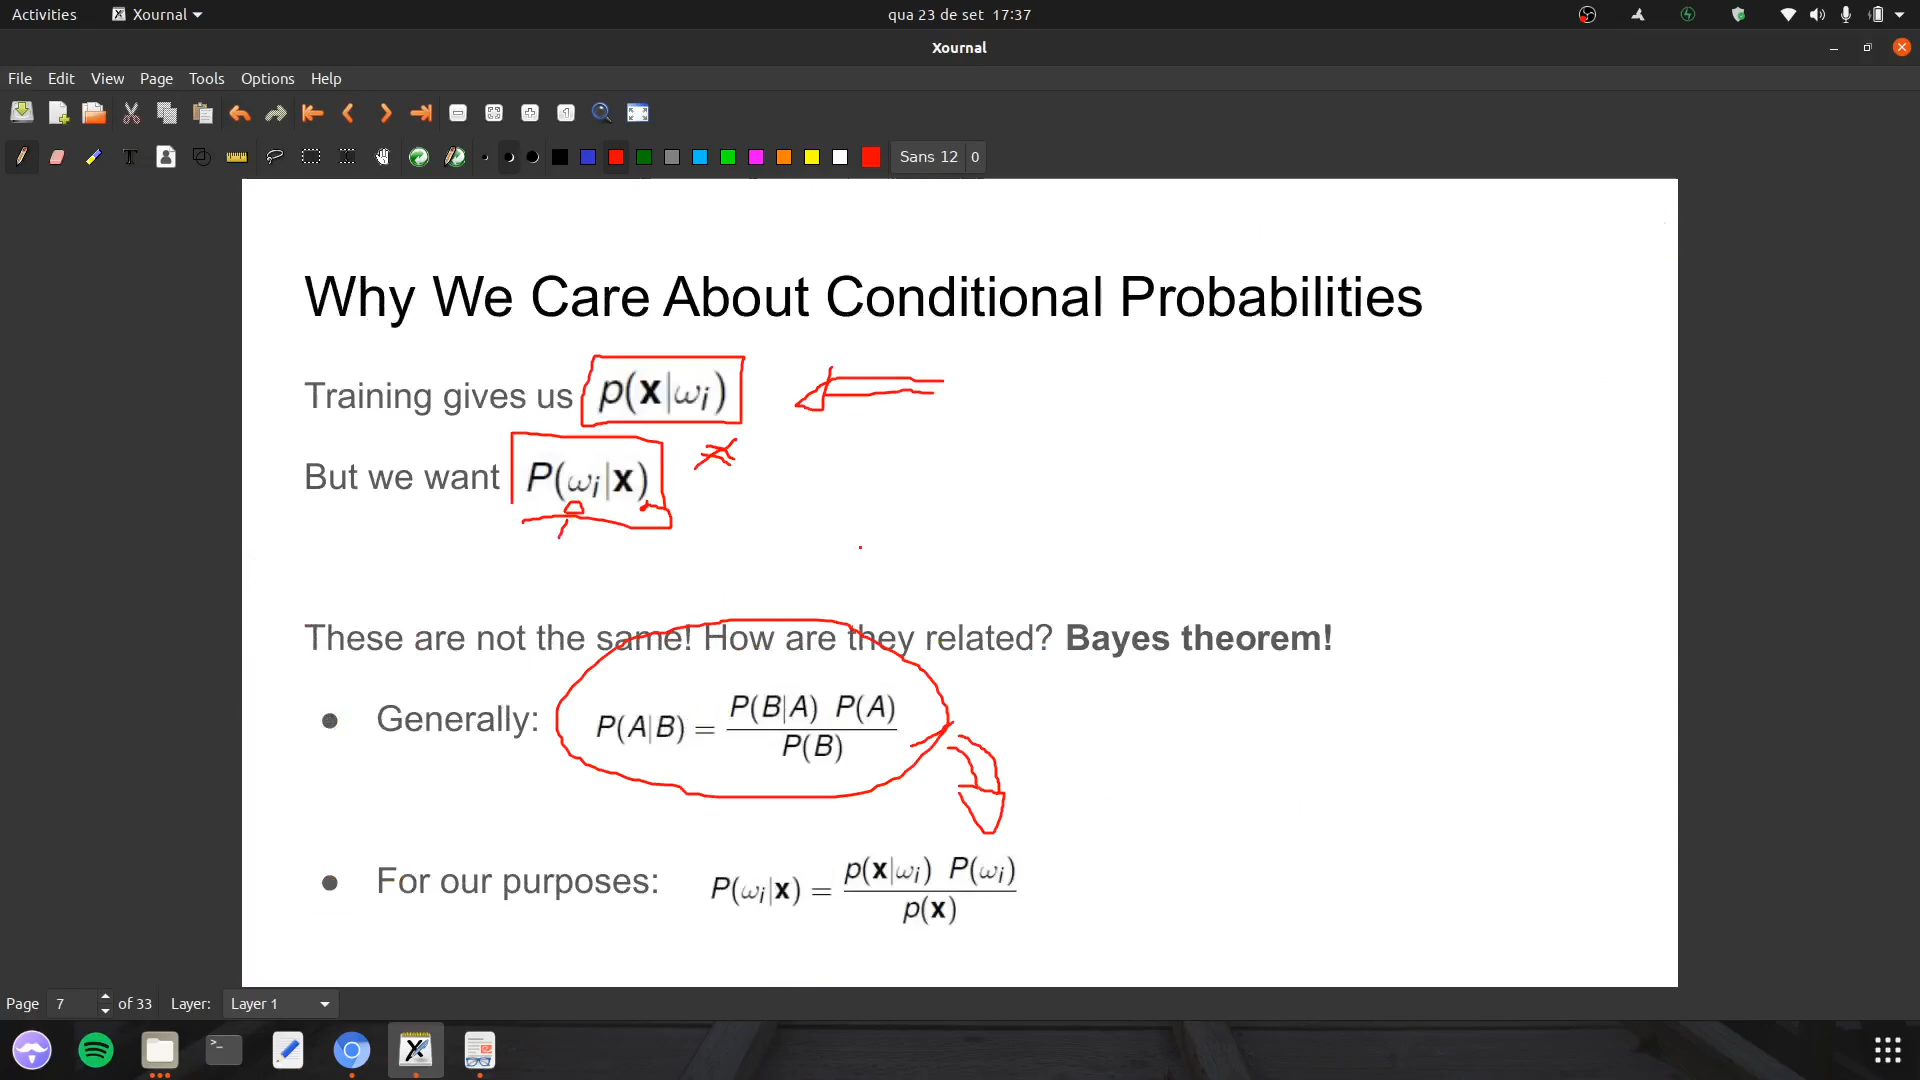 Activities Xournal qua 23 de set 17:37
Xournal
File Edit View Page Tools Options Help
Sans 12 0
Why We Care About Conditional Probabilities
Training gives us p(x|ωi)
But we want P(ωi|x)
These are not the same! How are they related? Bayes theorem!
● Generally: P(A|B) = P(B|A) P(A) / P(B)
● For our purposes: P(ωi|x) = p(x|ωi) P(ωi) / p(x)
Page 7 of 33 Layer: Layer 1